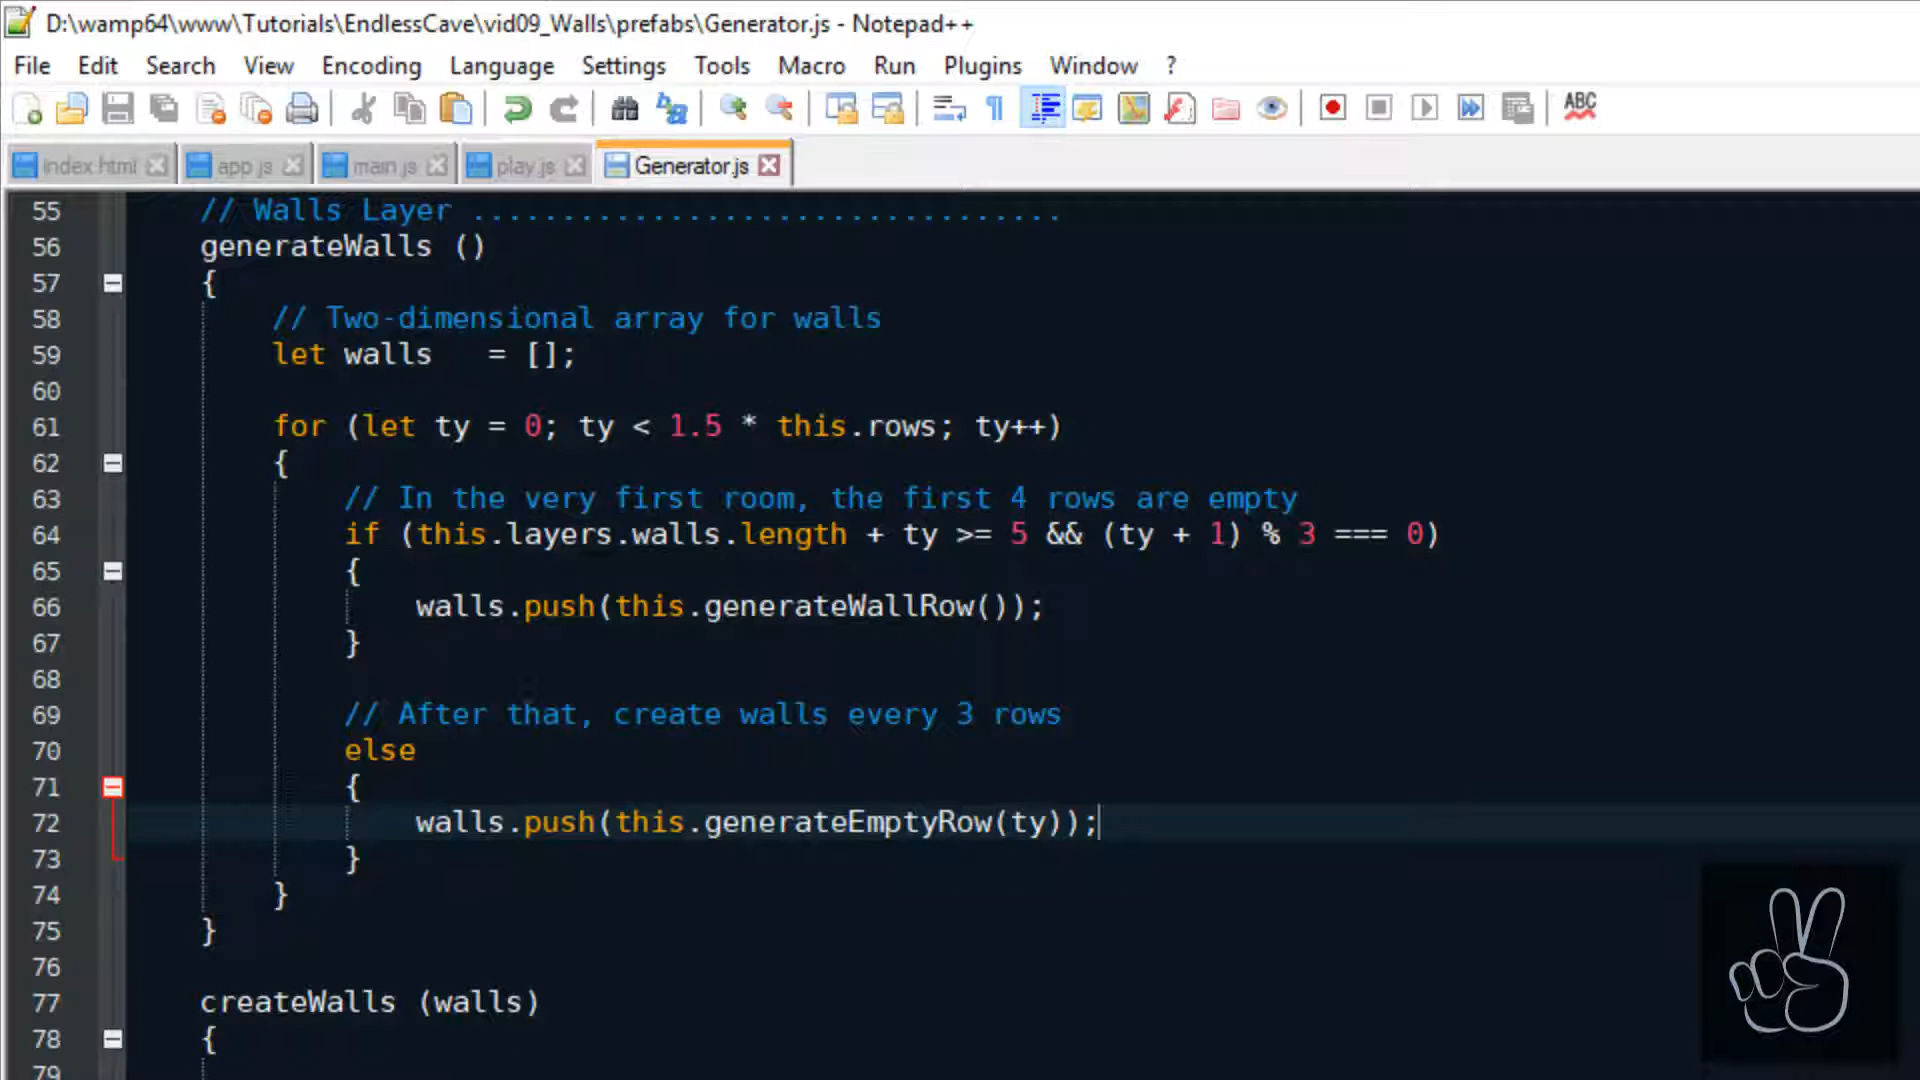 D:\wamp64\www\Tutorials\EndlessCave\vid09_Walls\prefabs\Generator.js - Notepad++
File Edit Search View Encoding Language Settings Tools Macro Run Plugins Window ?
ABC
index.html app.js main.js play.js Generator.js
55 // Walls Layer .................................
56 generateWalls ()
57 {
58 // Two-dimensional array for walls
59 let walls   = [];
60
61 for (let ty = 0; ty < 1.5 * this.rows; ty++)
62 {
63 // In the very first room, the first 4 rows are empty
64 if (this.layers.walls.length + ty >= 5 && (ty + 1) % 3 === 0)
65 {
66 walls.push(this.generateWallRow());
67 }
68
69 // After that, create walls every 3 rows
70 else
71 {
72 walls.push(this.generateEmptyRow(ty));
73 }
74 }
75 }
76
77 createWalls (walls)
78 {
79